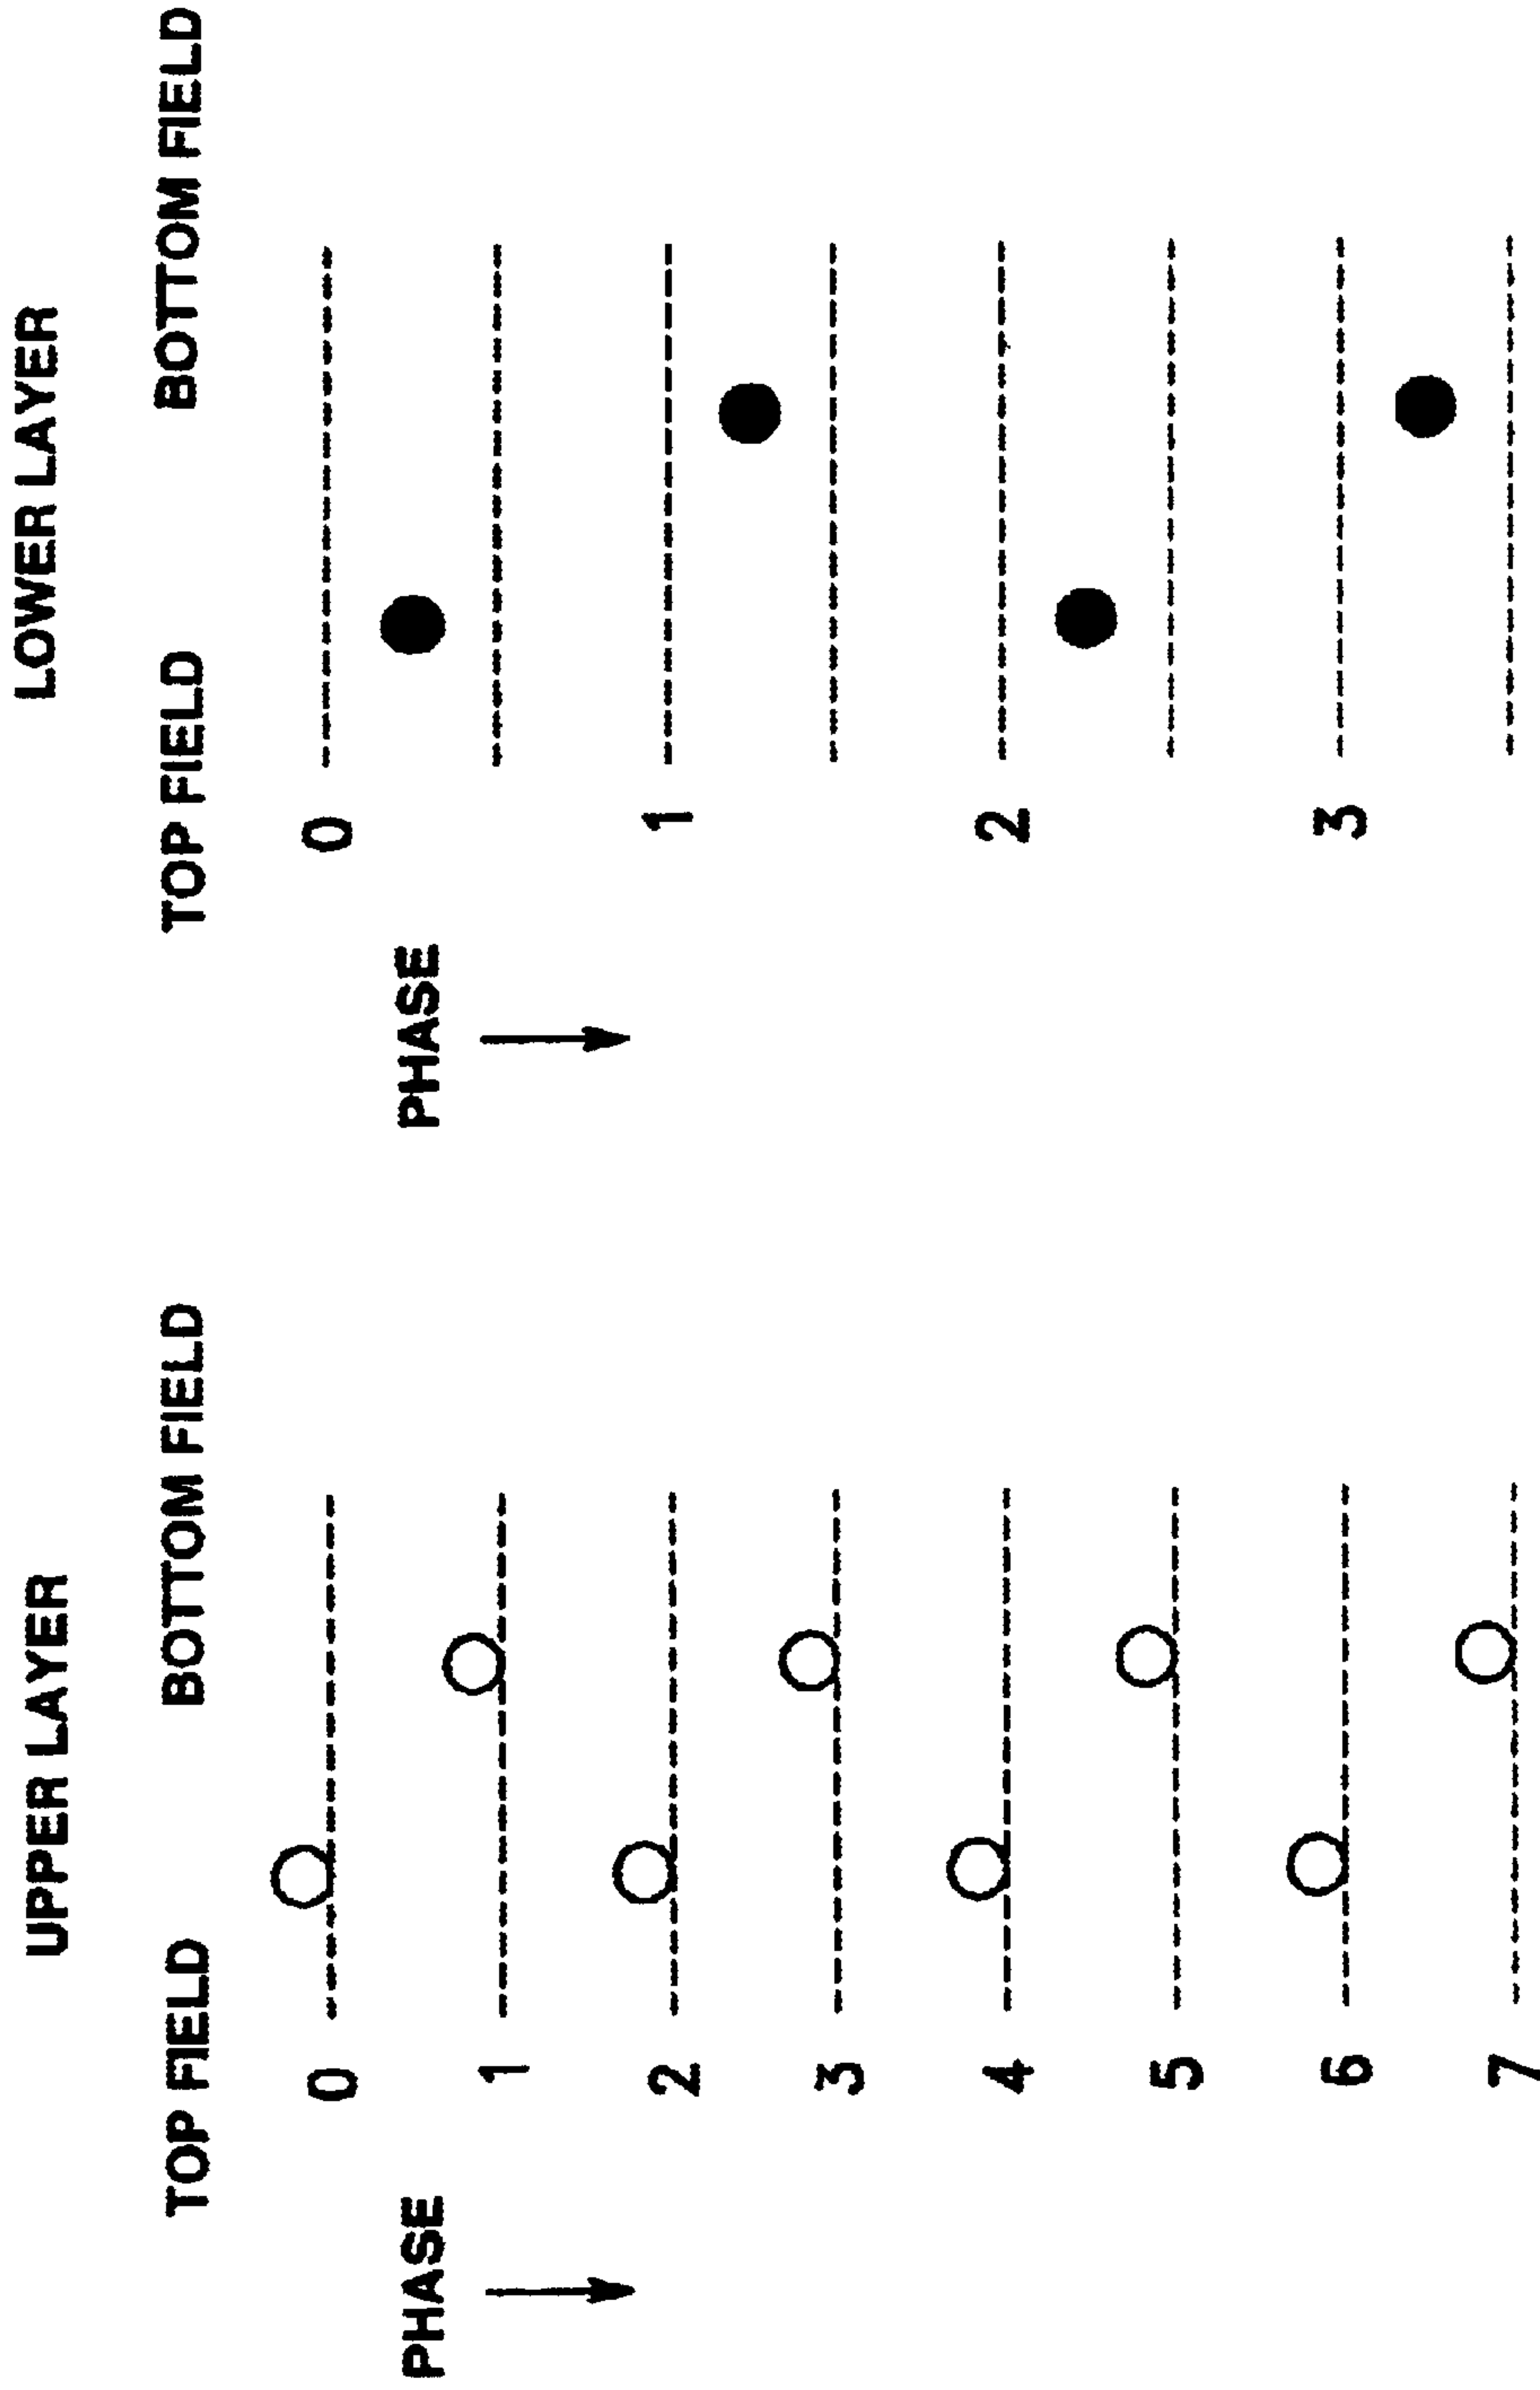 UPPER LAYER
TOP FIELD
BOTTOM FIELD
PHASE
0
1
2
3
4
5
6
7
LOWER LAYER
TOP FIELD
BOTTOM FIELD
PHASE
0
1
2
3